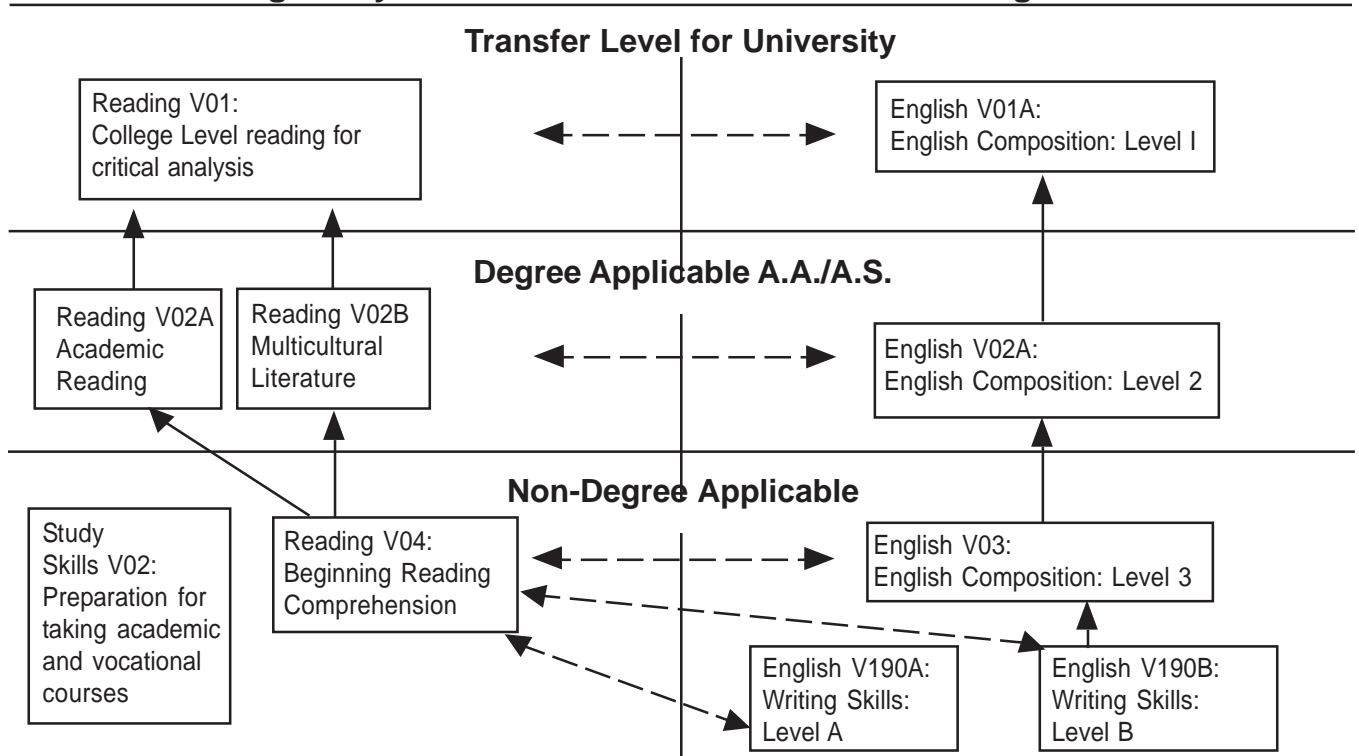 Transfer Level for University
Reading V01:
College Level reading for
critical analysis
English V01A:
English Composition: Level I
Degree Applicable A.A./A.S.
Reading V02A
Academic
Reading
Reading V02B
Multicultural
Literature
English V02A:
English Composition: Level 2
Non-Degree Applicable
Study
Skills V02:
Preparation for
taking academic
and vocational
courses
Reading V04:
Beginning Reading
Comprehension
English V03:
English Composition: Level 3
English V190A:
Writing Skills:
Level A
English V190B:
Writing Skills:
Level B